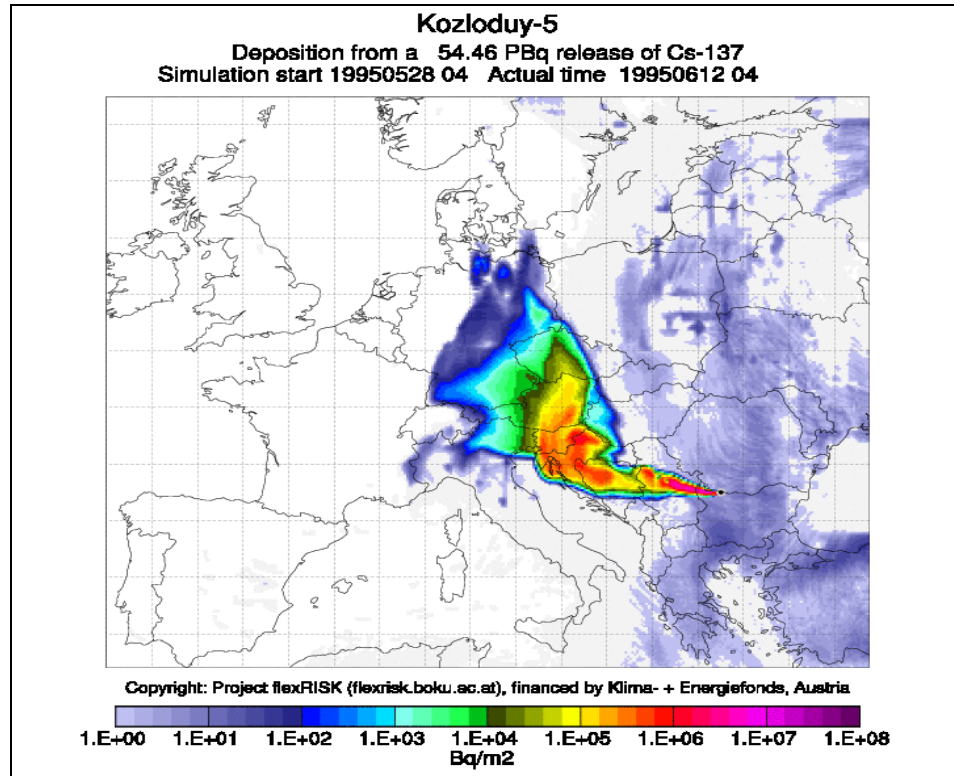 Kozloduy-5
Deposition from a 54.46 PBq release of Cs-137
Simulation start 19950528 04 Actual time 19950612 04
Copyright: Project flexRISK (flexrisk.boku.ac.at), financed by Klima- + Energiefonds, Austria
1.E+00 1.E+01 1.E+02 1.E+03 1.E+04 1.E+05 1.E+06 1.E+07 1.E+08
Bq/m2